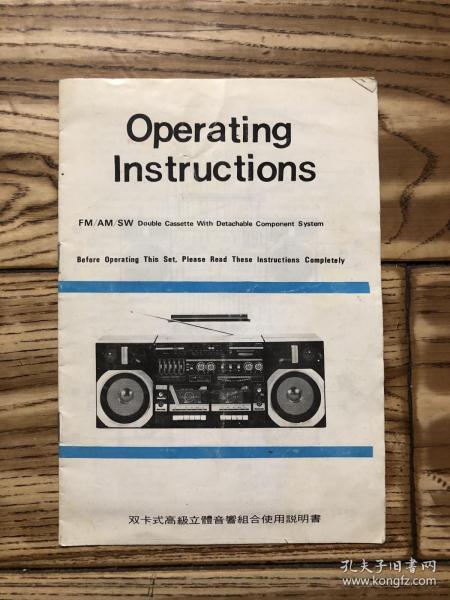 Operating
Instructions
FM/AM/SW Double Cassette With Detachable Component System
Before Operating This Set, Please Read These Instructions Completely
双卡式高級立體音響組合使用説明書
孔夫子旧书网
www.kongfz.com